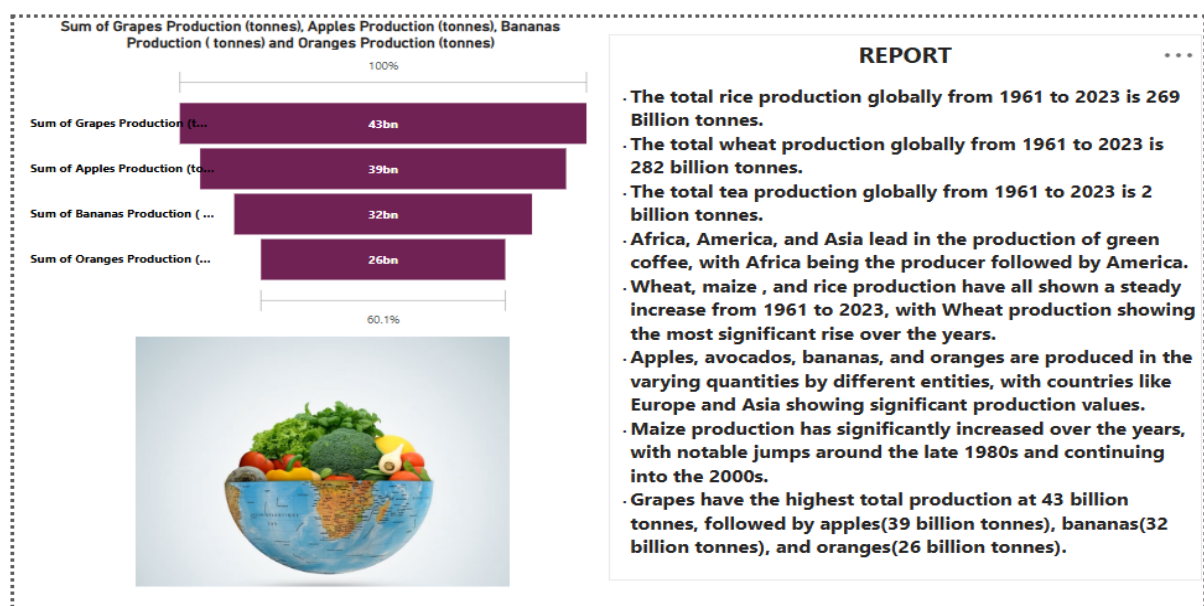 Sum of Grapes Production (tonnes), Apples Production (tonnes), Bananas
Production ( tonnes) and Oranges Production (tonnes)
100%
Sum of Grapes Production (t...
43bn
Sum of Apples Production (to...
39bn
Sum of Bananas Production ( ...
32bn
Sum of Oranges Production (...
26bn
60.1%
REPORT
· The total rice production globally from 1961 to 2023 is 269
Billion tonnes.
· The total wheat production globally from 1961 to 2023 is
282 billion tonnes.
· The total tea production globally from 1961 to 2023 is 2
billion tonnes.
· Africa, America, and Asia lead in the production of green
coffee, with Africa being the producer followed by America.
· Wheat, maize , and rice production have all shown a steady
increase from 1961 to 2023, with Wheat production showing
the most significant rise over the years.
· Apples, avocados, bananas, and oranges are produced in the
varying quantities by different entities, with countries like
Europe and Asia showing significant production values.
· Maize production has significantly increased over the years,
with notable jumps around the late 1980s and continuing
into the 2000s.
· Grapes have the highest total production at 43 billion
tonnes, followed by apples(39 billion tonnes), bananas(32
billion tonnes), and oranges(26 billion tonnes).